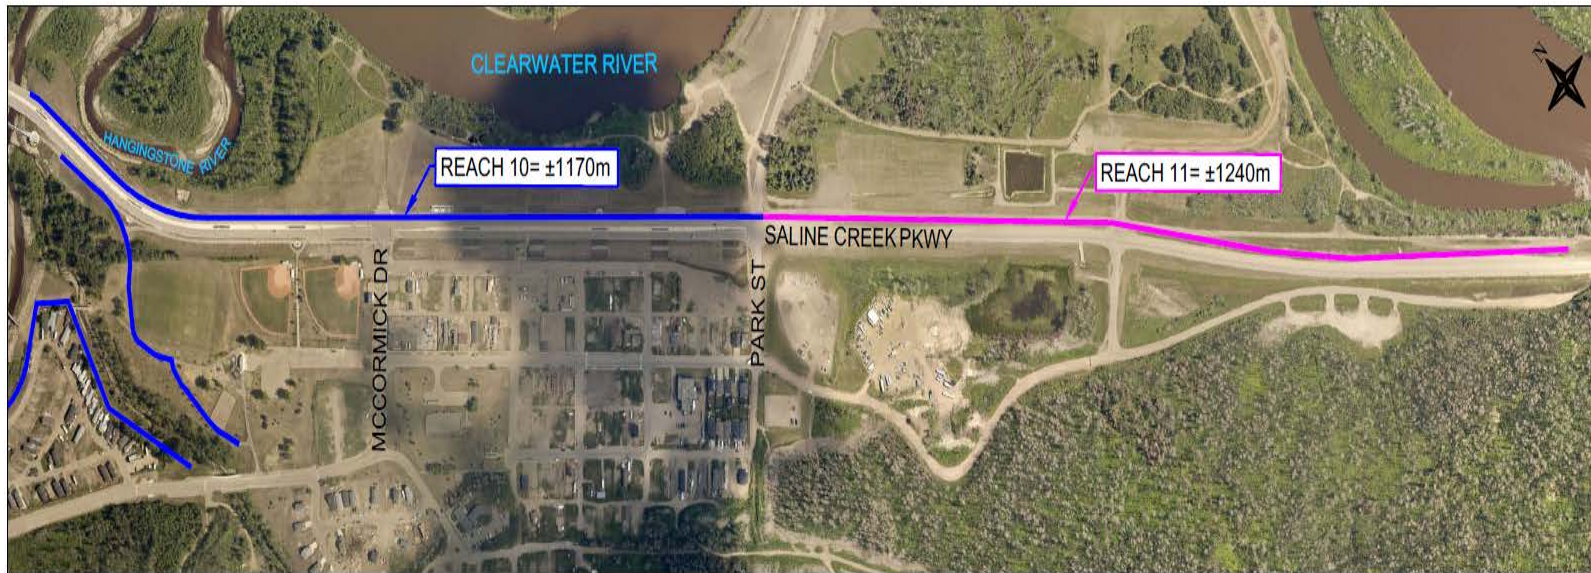 CLEARWATER RIVER
N
HANGINGSTONE RIVER
REACH 10= ±1170m
REACH 11= ±1240m
SALINE CREEK PKWY
MCCORMICK DR
PARK ST